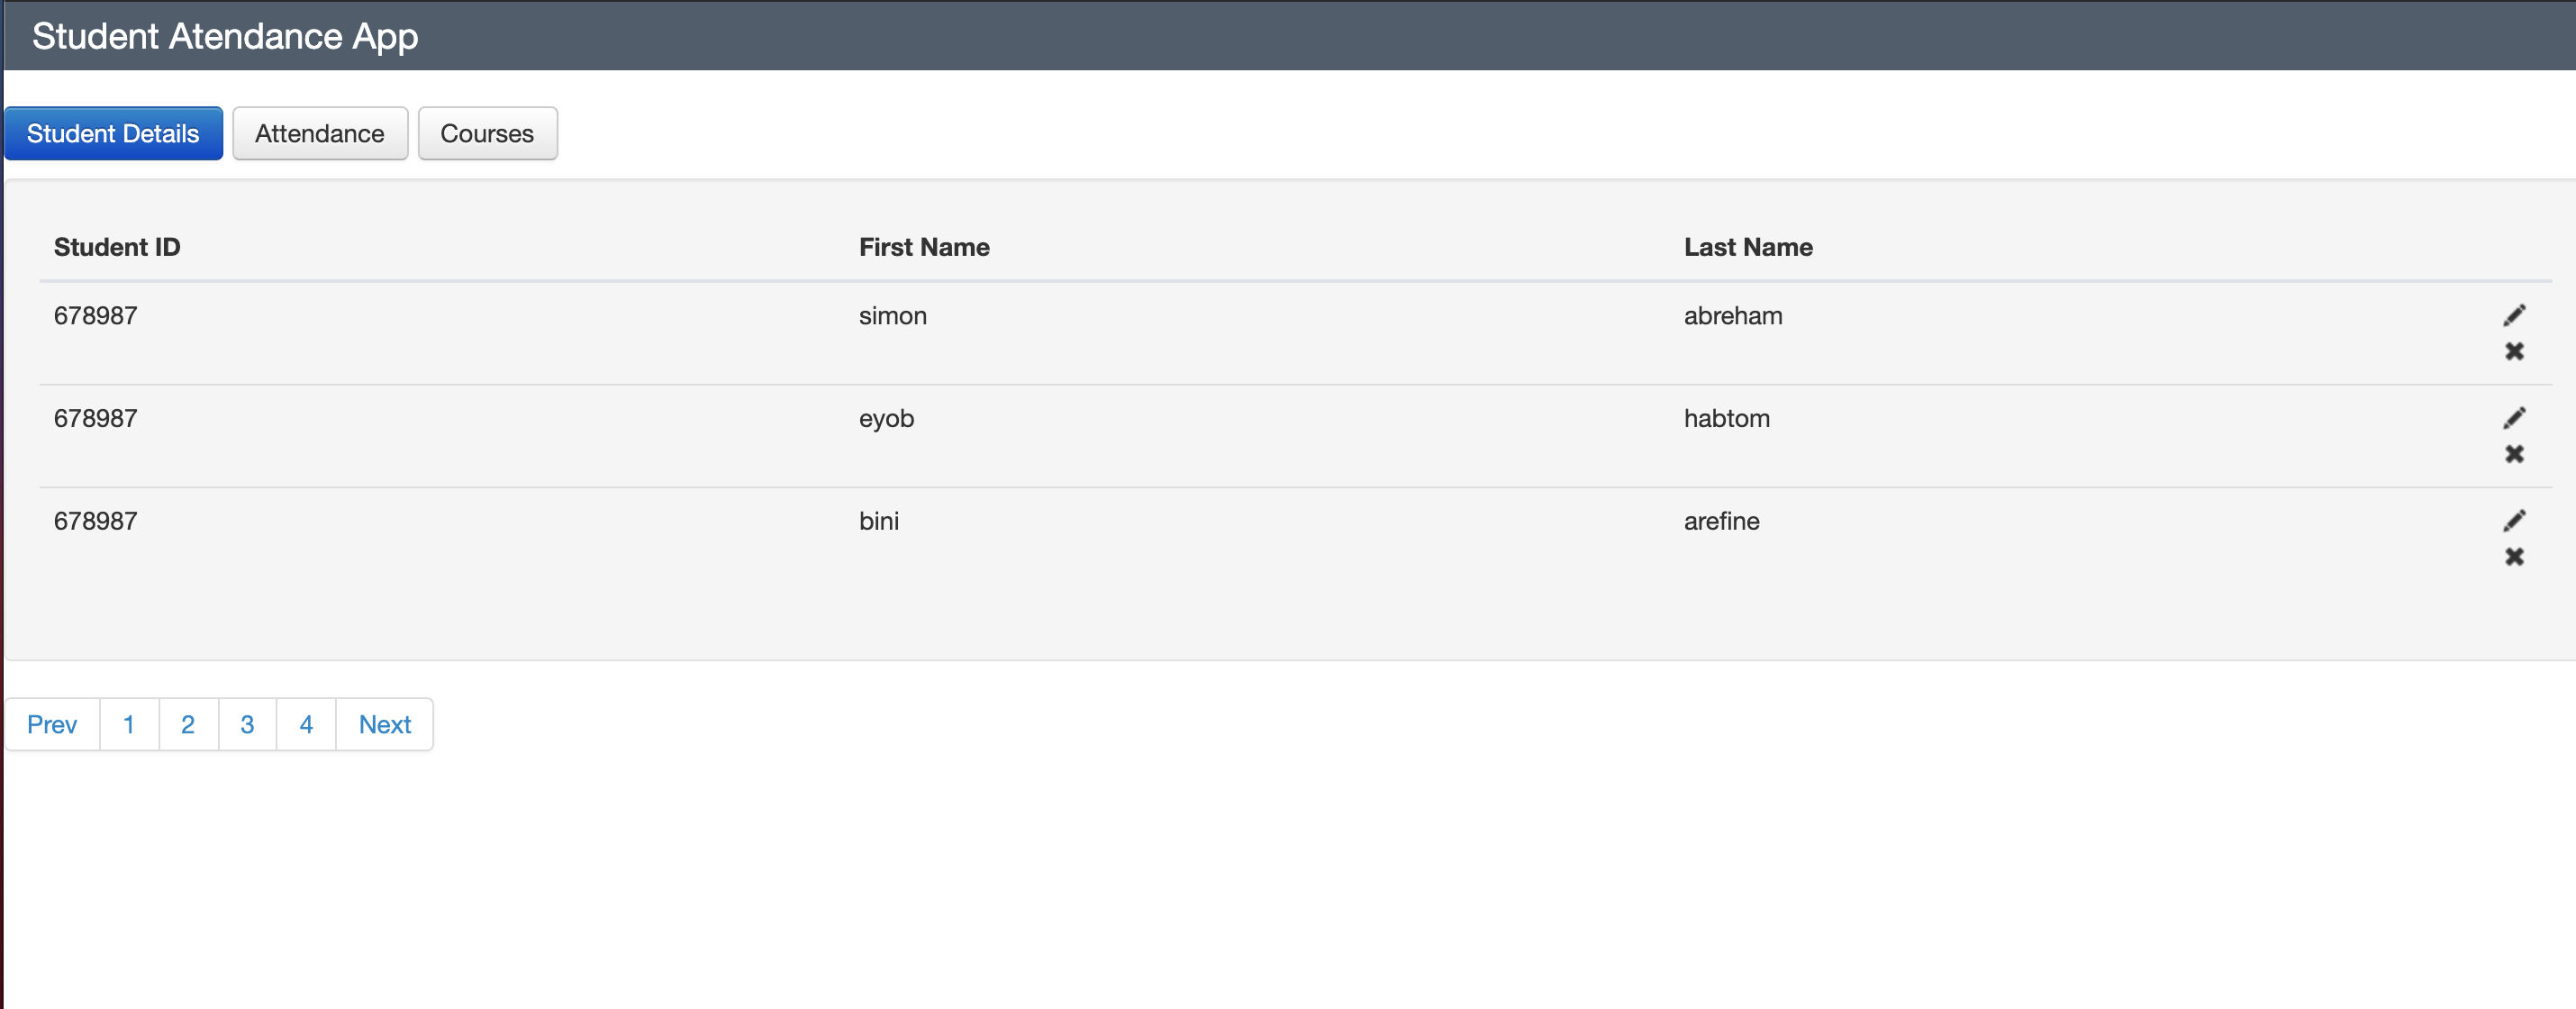 Student Atendance App
Student Details Attendance Courses
Student ID First Name Last Name
678987 simon abreham
678987 eyob habtom
678987 bini arefine
Prev 1 2 3 4 Next